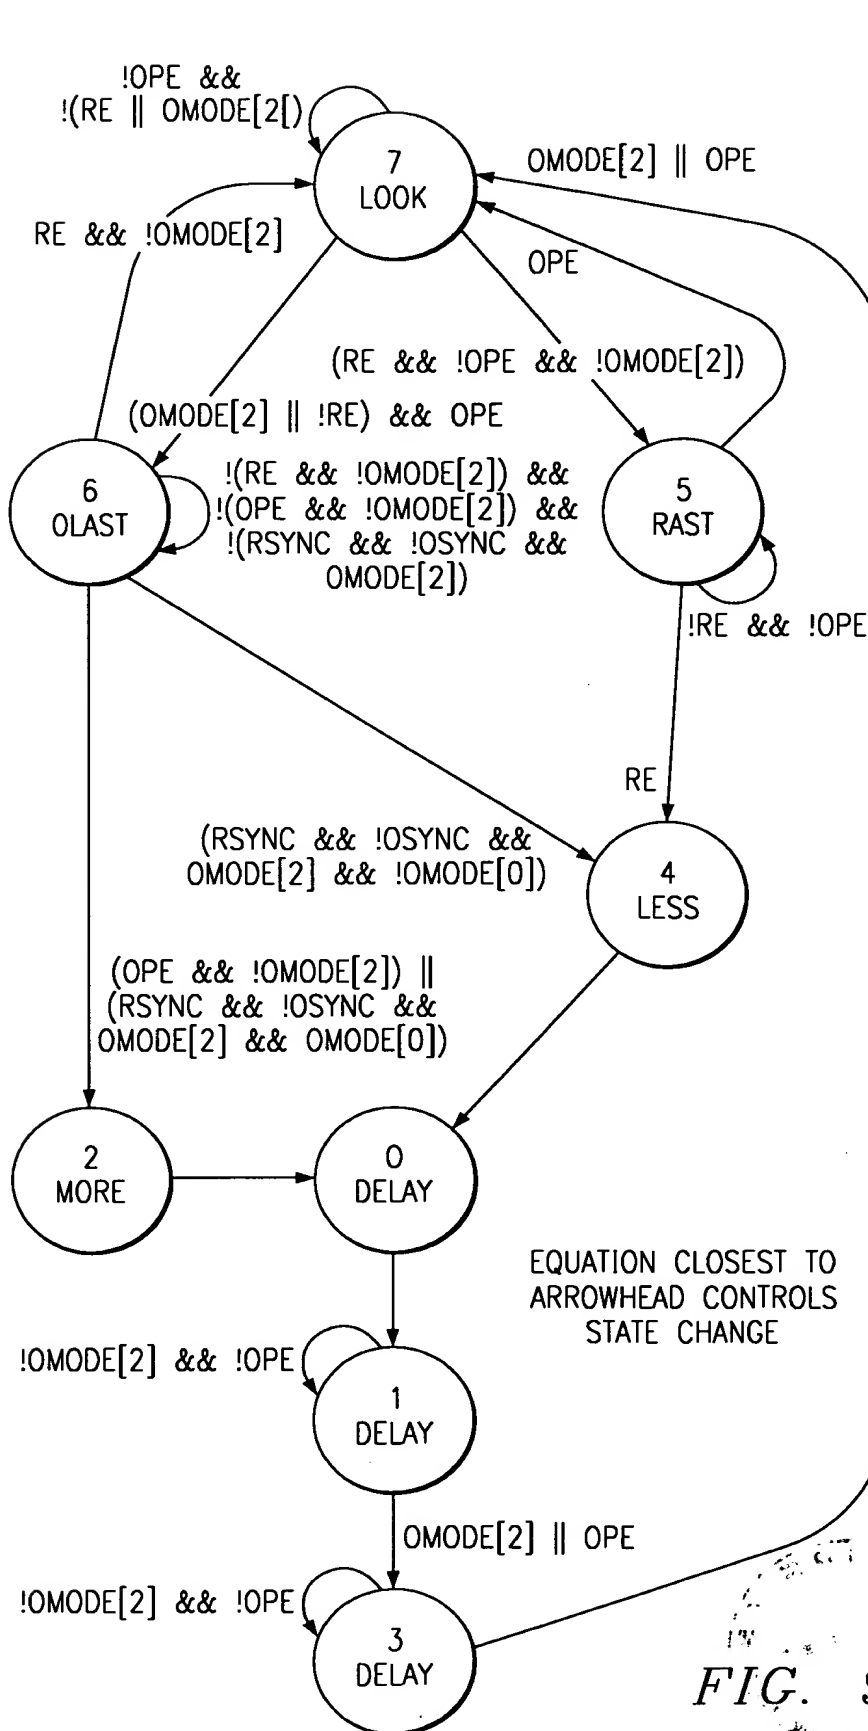 !OPE &&
!(RE || OMODE[2[)
7
LOOK
OMODE[2] || OPE
RE && !OMODE[2]
OPE
(RE && !OPE && !OMODE[2])
(OMODE[2] || !RE) && OPE
6
OLAST
!(RE && !OMODE[2]) &&
!(OPE && !OMODE[2]) &&
!(RSYNC && !OSYNC &&
OMODE[2])
5
RAST
!RE && !OPE
RE
(RSYNC && !OSYNC &&
OMODE[2] && !OMODE[0])
4
LESS
(OPE && !OMODE[2]) ||
(RSYNC && !OSYNC &&
OMODE[2] && OMODE[0])
2
MORE
0
DELAY
EQUATION CLOSEST TO
ARROWHEAD CONTROLS
STATE CHANGE
!OMODE[2] && !OPE
1
DELAY
OMODE[2] || OPE
!OMODE[2] && !OPE
3
DELAY
FIG.